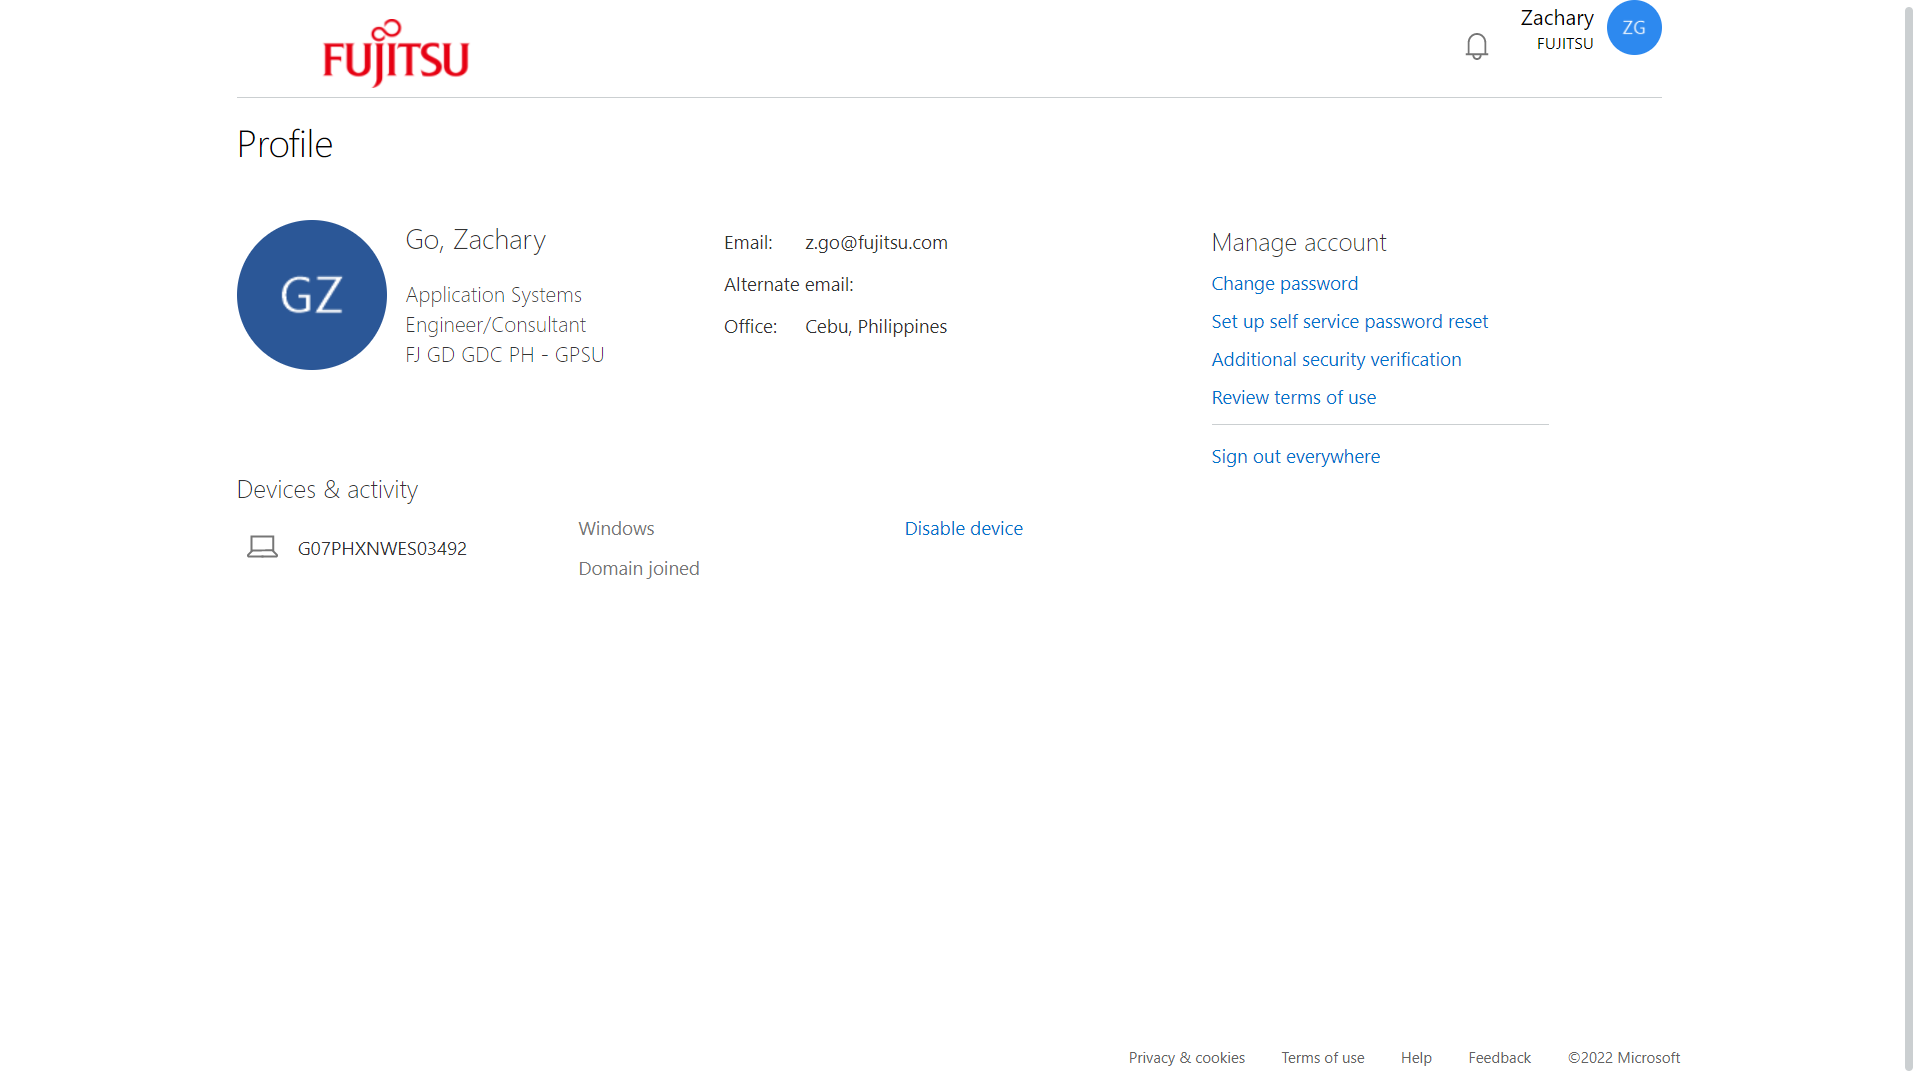 FUJITSU
Zachary
FUJITSU
ZG
Profile
GZ
Go, Zachary
Application Systems
Engineer/Consultant
FJ GD GDC PH - GPSU
Email: z.go@fujitsu.com
Alternate email:
Office: Cebu, Philippines
Manage account
Change password
Set up self service password reset
Additional security verification
Review terms of use
Sign out everywhere
Devices & activity
G07PHXNWES03492
Windows
Domain joined
Disable device
Privacy & cookies
Terms of use
Help
Feedback
©2022 Microsoft